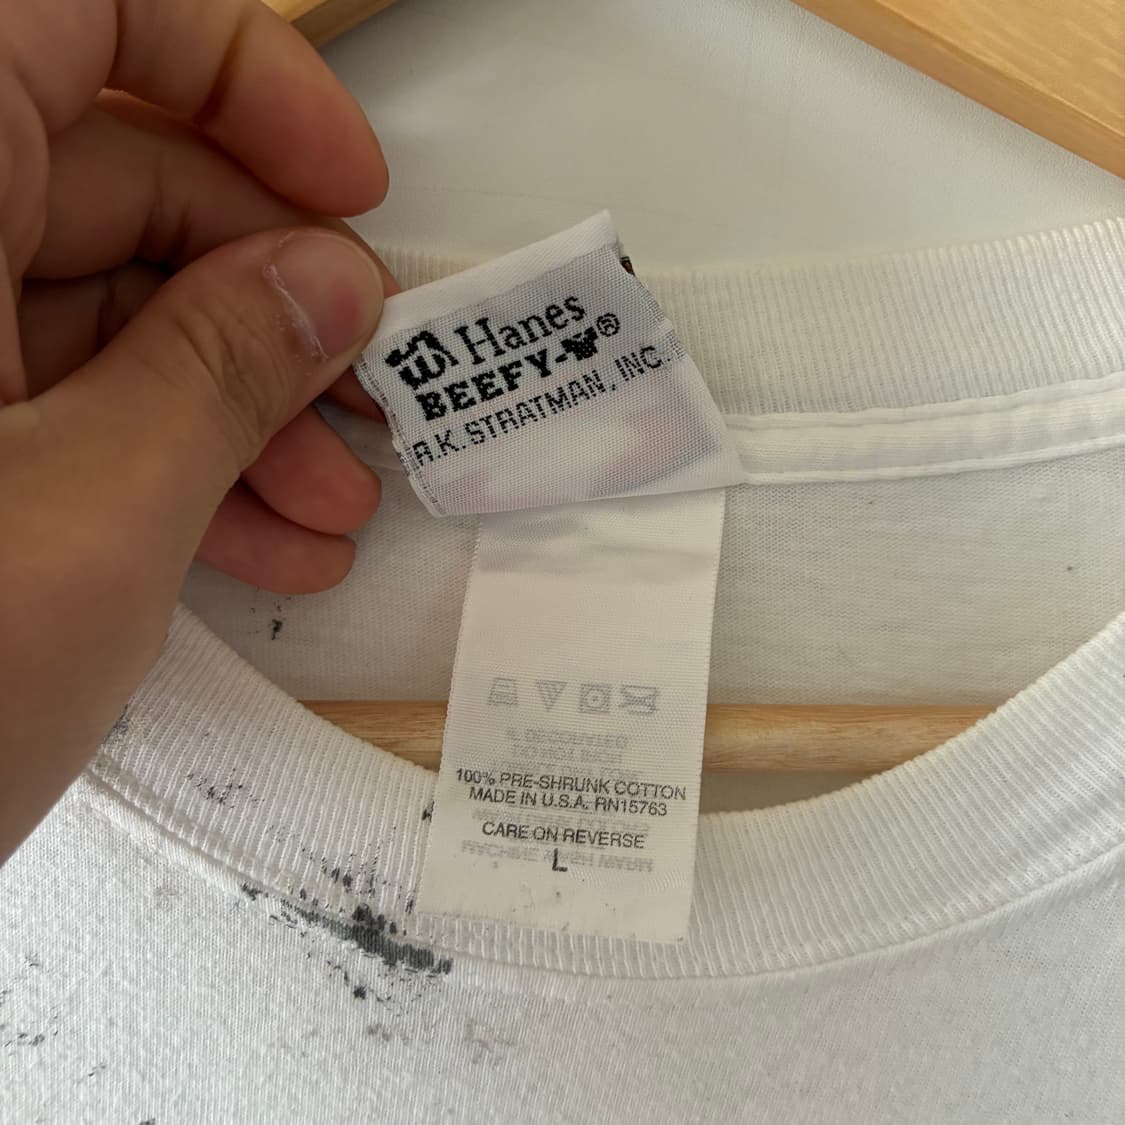 Hanes
BEEFY-®
R.K. STRATMAN, INC.
100% PRE-SHRUNK COTTON
MADE IN U.S.A. RN15763
CARE ON REVERSE
L